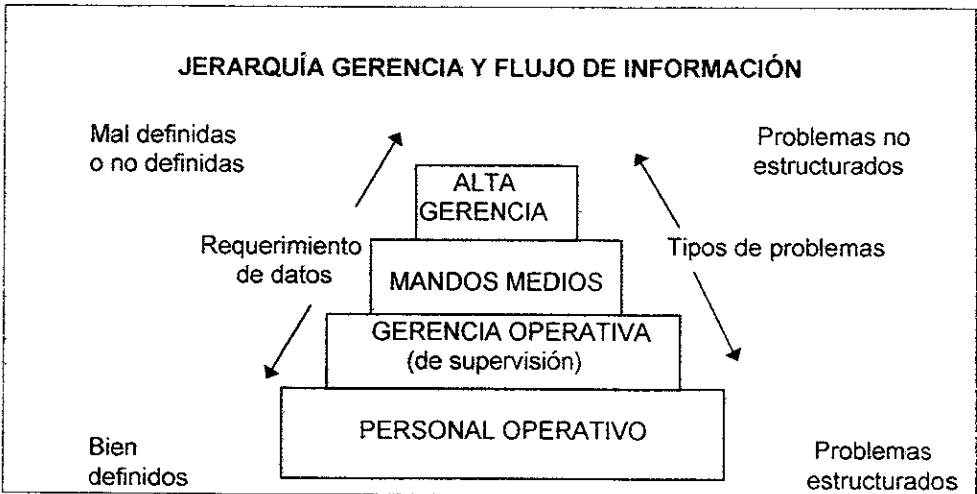 JERARQUÍA GERENCIA Y FLUJO DE INFORMACIÓN
Mal definidas
o no definidas
Problemas no
estructurados
ALTA
GERENCIA
Requerimiento
de datos
Tipos de problemas
MANDOS MEDIOS
GERENCIA OPERATIVA
(de supervisión)
PERSONAL OPERATIVO
Bien
definidos
Problemas
estructurados